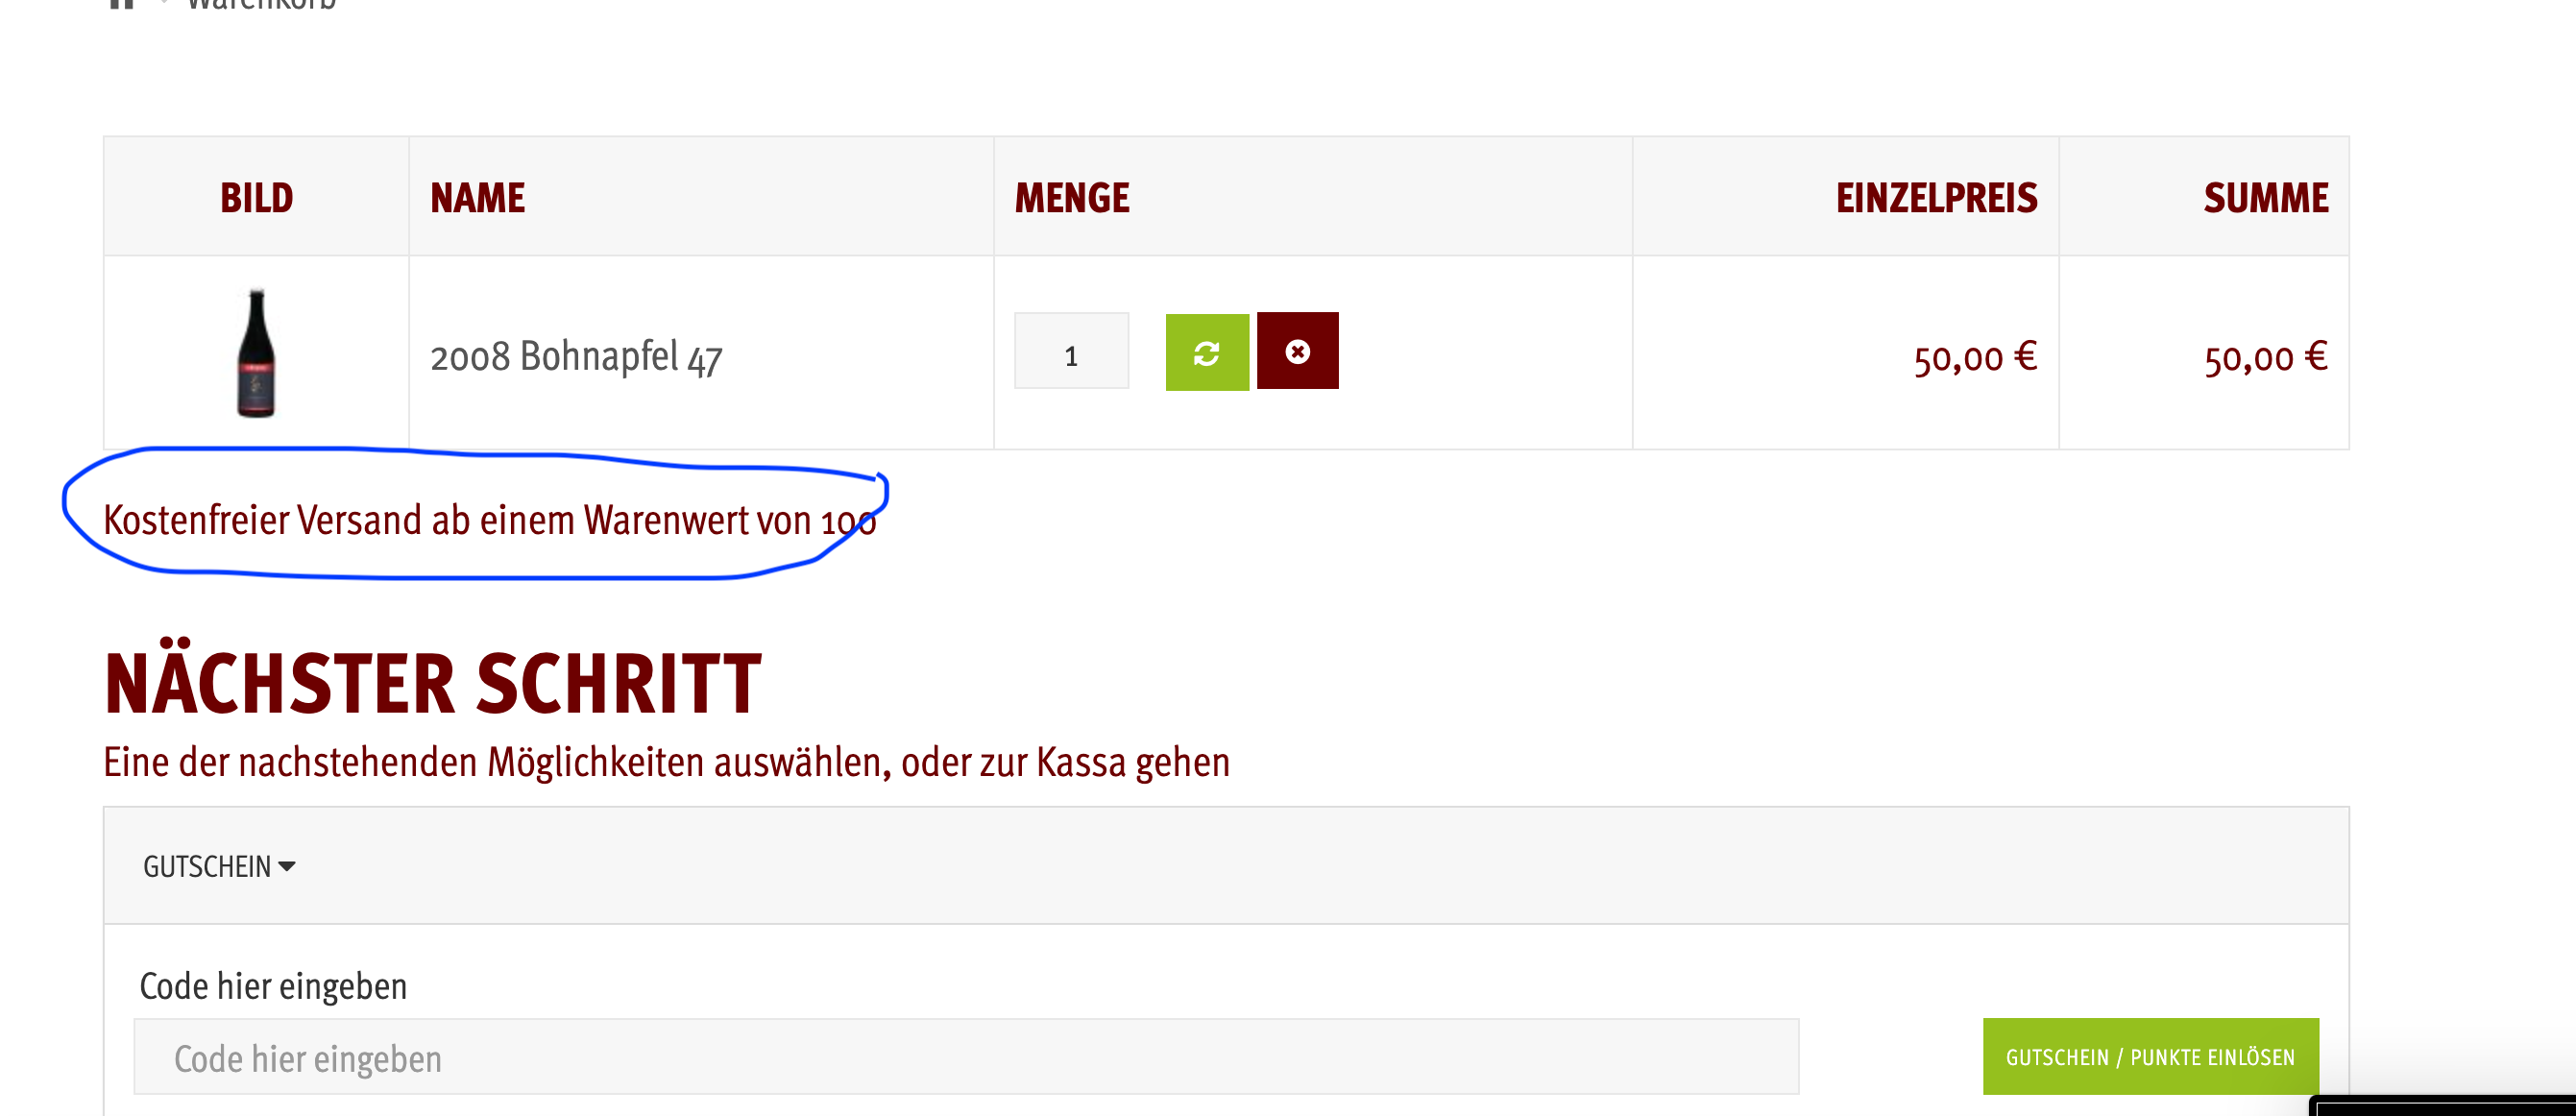 Warenkorb
BILD NAME MENGE EINZELPREIS SUMME
2008 Bohnapfel 47 1 50,00 € 50,00 €
Kostenfreier Versand ab einem Warenwert von 100
NÄCHSTER SCHRITT
Eine der nachstehenden Möglichkeiten auswählen, oder zur Kassa gehen
GUTSCHEIN
Code hier eingeben
Code hier eingeben
GUTSCHEIN / PUNKTE EINLÖSEN